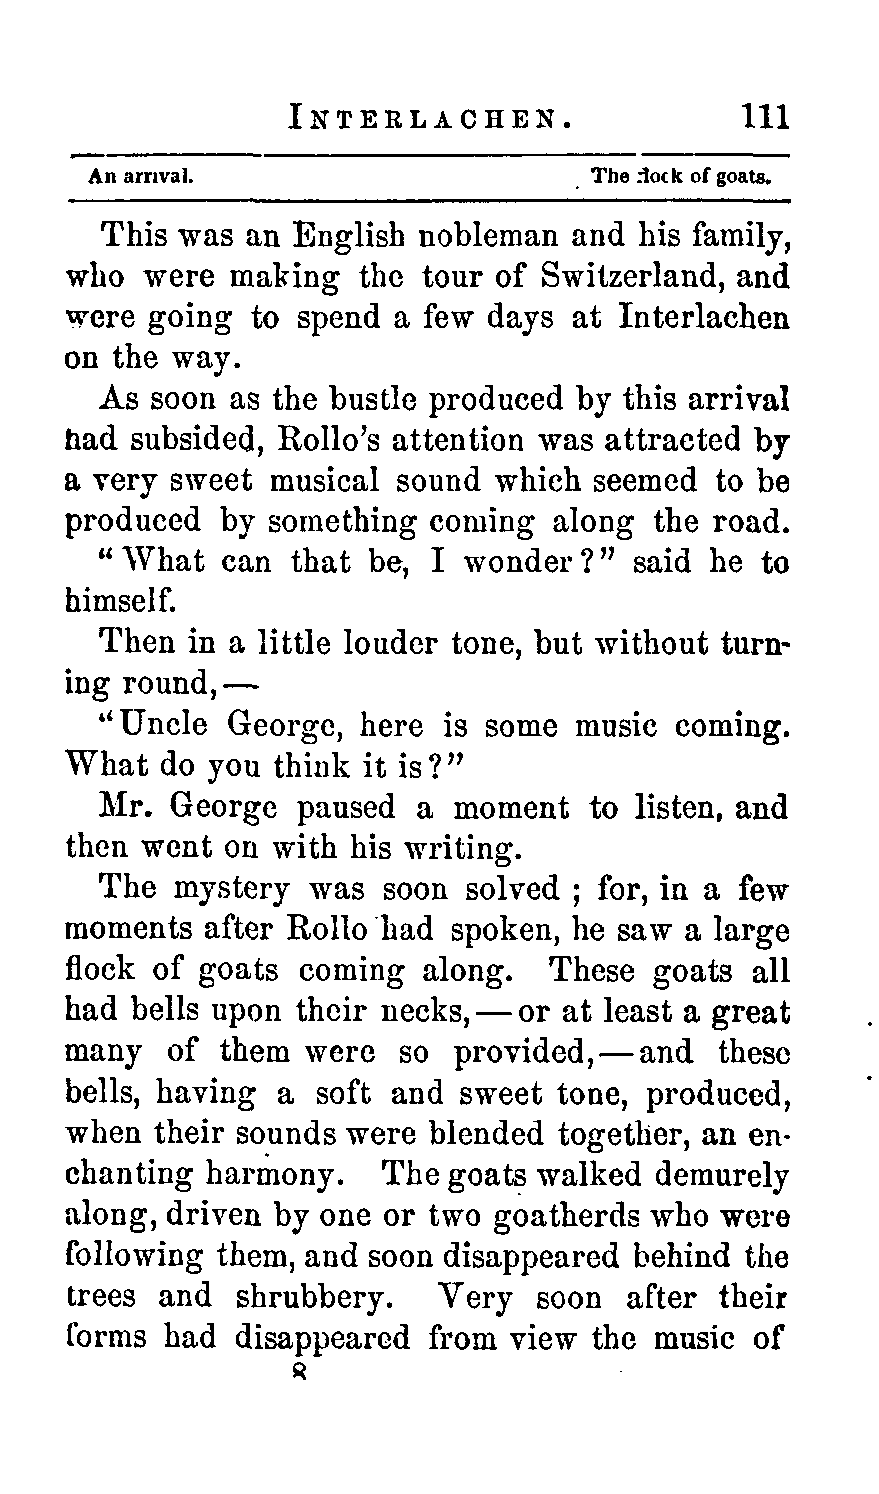 INTERLACHEN. 111
An arrival. The flock of goats.
This was an English nobleman and his family,
who were making the tour of Switzerland, and
were going to spend a few days at Interlachen
on the way.
As soon as the bustle produced by this arrival
had subsided, Rollo's attention was attracted by
a very sweet musical sound which seemed to be
produced by something coming along the road.
"What can that be, I wonder?" said he to
himself.
Then in a little louder tone, but without turn-
ing round,—
"Uncle George, here is some music coming.
What do you think it is?"
Mr. George paused a moment to listen, and
then went on with his writing.
The mystery was soon solved; for, in a few
moments after Rollo had spoken, he saw a large
flock of goats coming along. These goats all
had bells upon their necks,—or at least a great
many of them were so provided,—and these
bells, having a soft and sweet tone, produced,
when their sounds were blended together, an en-
chanting harmony. The goats walked demurely
along, driven by one or two goatherds who were
following them, and soon disappeared behind the
trees and shrubbery. Very soon after their
forms had disappeared from view the music of
8